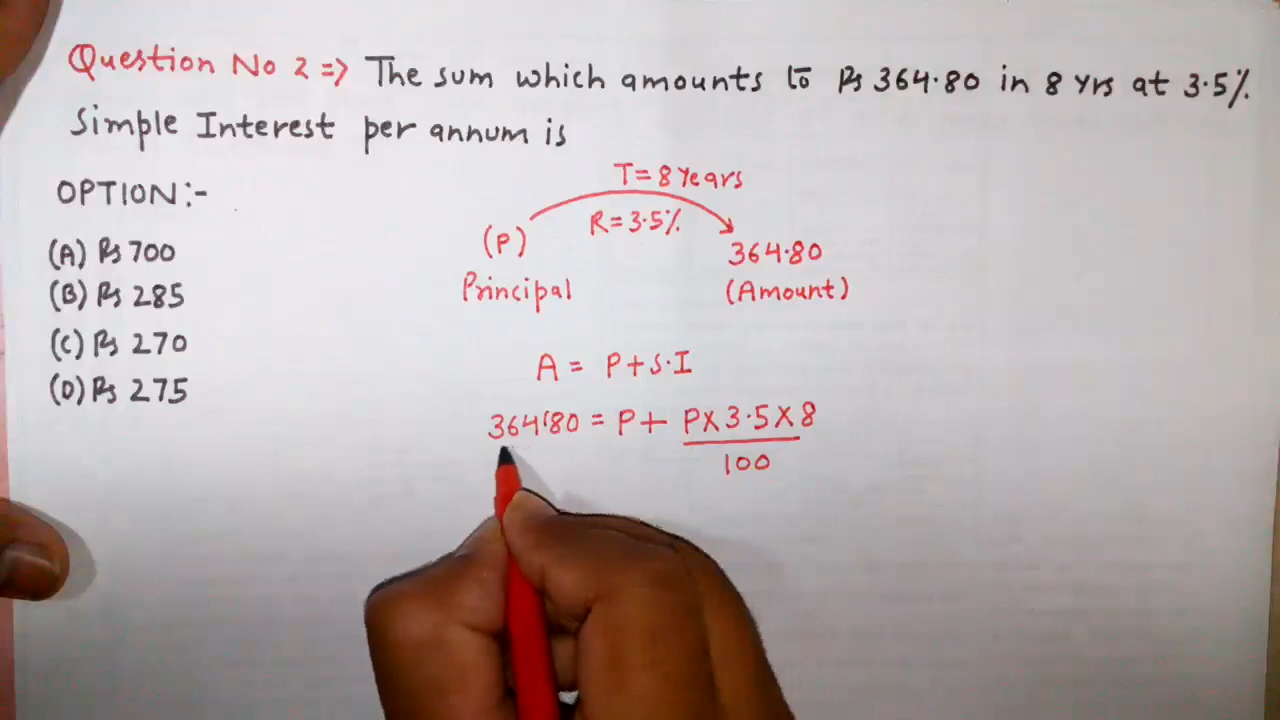 Question No 2 => The sum which amounts to Rs 364.80 in 8 yrs at 3.5%
Simple Interest per annum is
OPTION:-
(A) Rs 700
(B) Rs 285
(C) Rs 270
(D) Rs 275
T = 8 Years
R = 3.5%
(P)
364.80
Principal
(Amount)
A = P + S.I
364.80 = P + P X 3.5 X 8
100